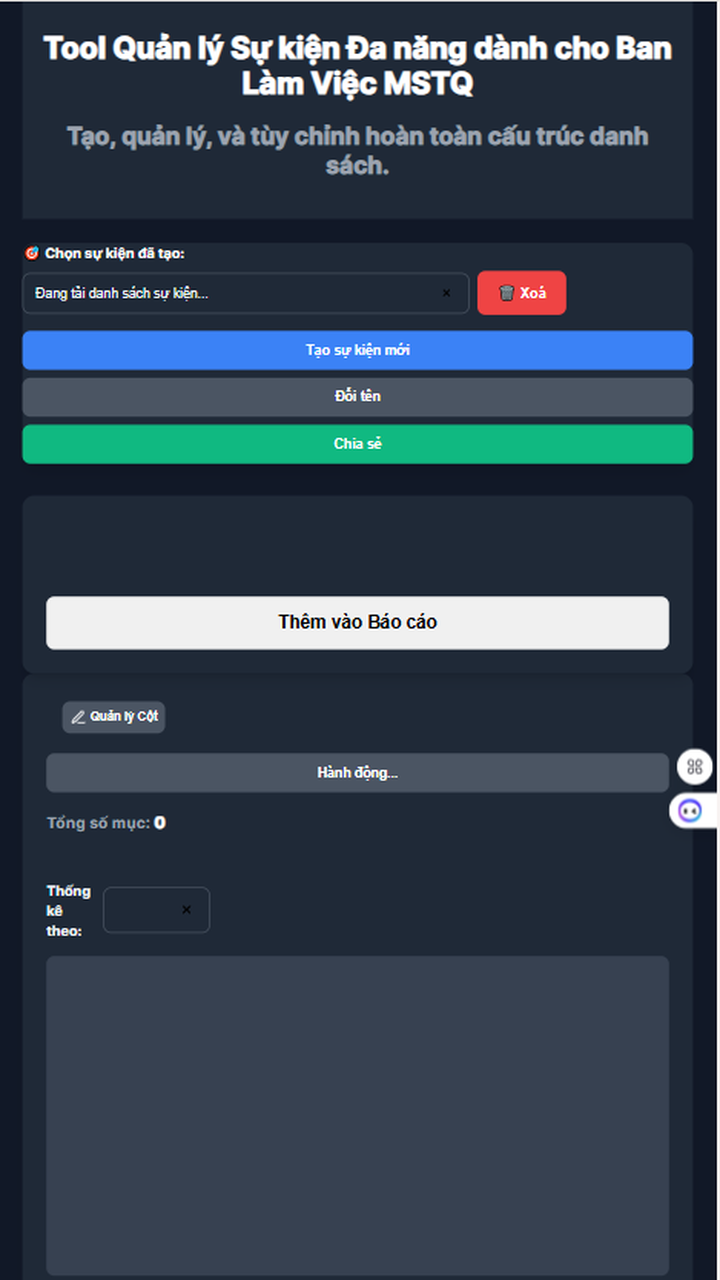 Tool Quản lý Sự kiện Đa năng dành cho Ban
Làm Việc MSTQ
Tạo, quản lý, và tùy chỉnh hoàn toàn cấu trúc danh
sách.
🎯 Chọn sự kiện đã tạo:
Đang tải danh sách sự kiện...
🗑️ Xoá
Tạo sự kiện mới
Đổi tên
Chia sẻ
Thêm vào Báo cáo
Quản lý Cột
Hành động...
Tổng số mục: 0
Thống
kê
theo: